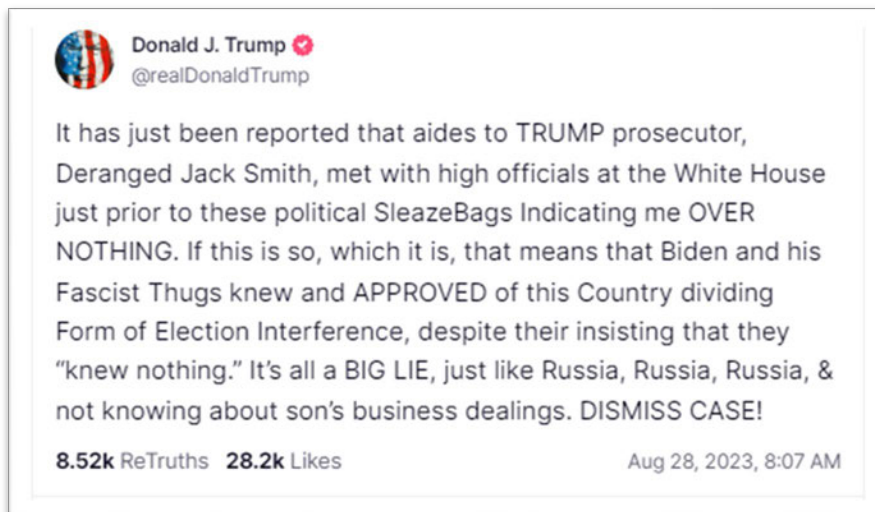 Donald J. Trump
@realDonaldTrump
It has just been reported that aides to TRUMP prosecutor,
Deranged Jack Smith, met with high officials at the White House
just prior to these political SleazeBags Indicating me OVER
NOTHING. If this is so, which it is, that means that Biden and his
Fascist Thugs knew and APPROVED of this Country dividing
Form of Election Interference, despite their insisting that they
“knew nothing.” It’s all a BIG LIE, just like Russia, Russia, Russia, &
not knowing about son’s business dealings. DISMISS CASE!
8.52k ReTruths 28.2k Likes Aug 28, 2023, 8:07 AM